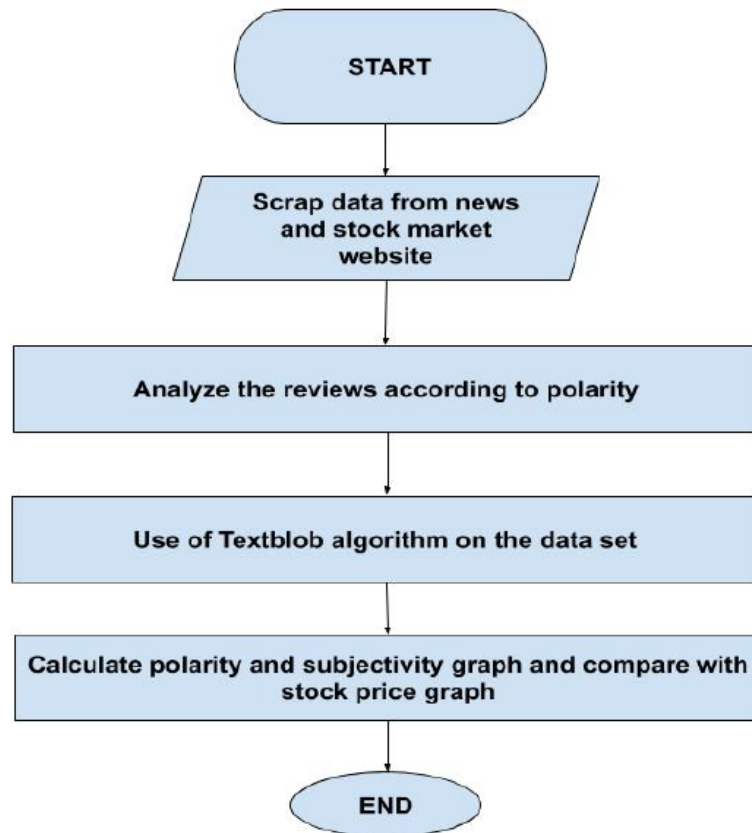 START
Scrap data from news
and stock market
website
Analyze the reviews according to polarity
Use of Textblob algorithm on the data set
Calculate polarity and subjectivity graph and compare with
stock price graph
END